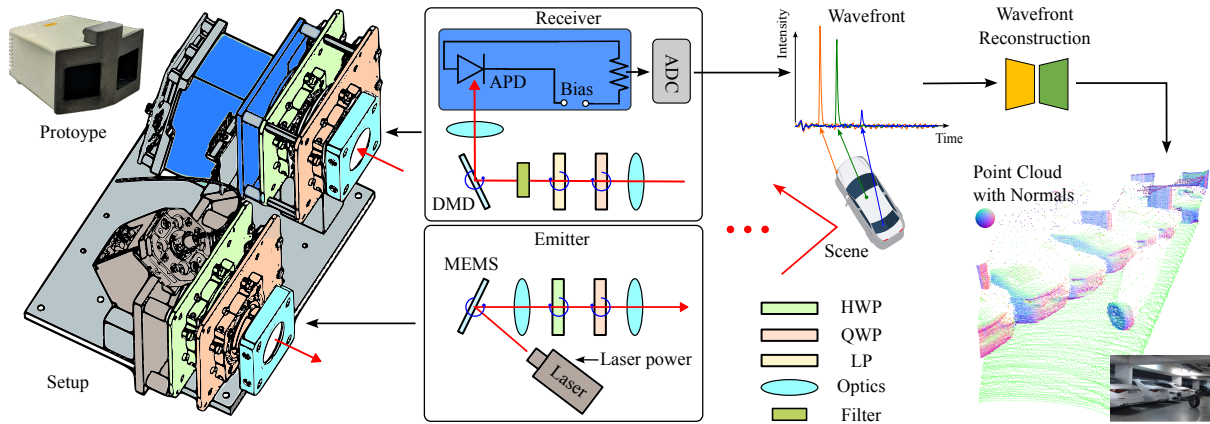 Protoype
Setup
Receiver
APD
Bias
ADC
DMD
Emitter
MEMS
Laser power
Laser
Wavefront
Intensity
Time
Scene
HWP
QWP
LP
Optics
Filter
Wavefront
Reconstruction
Point Cloud
with Normals